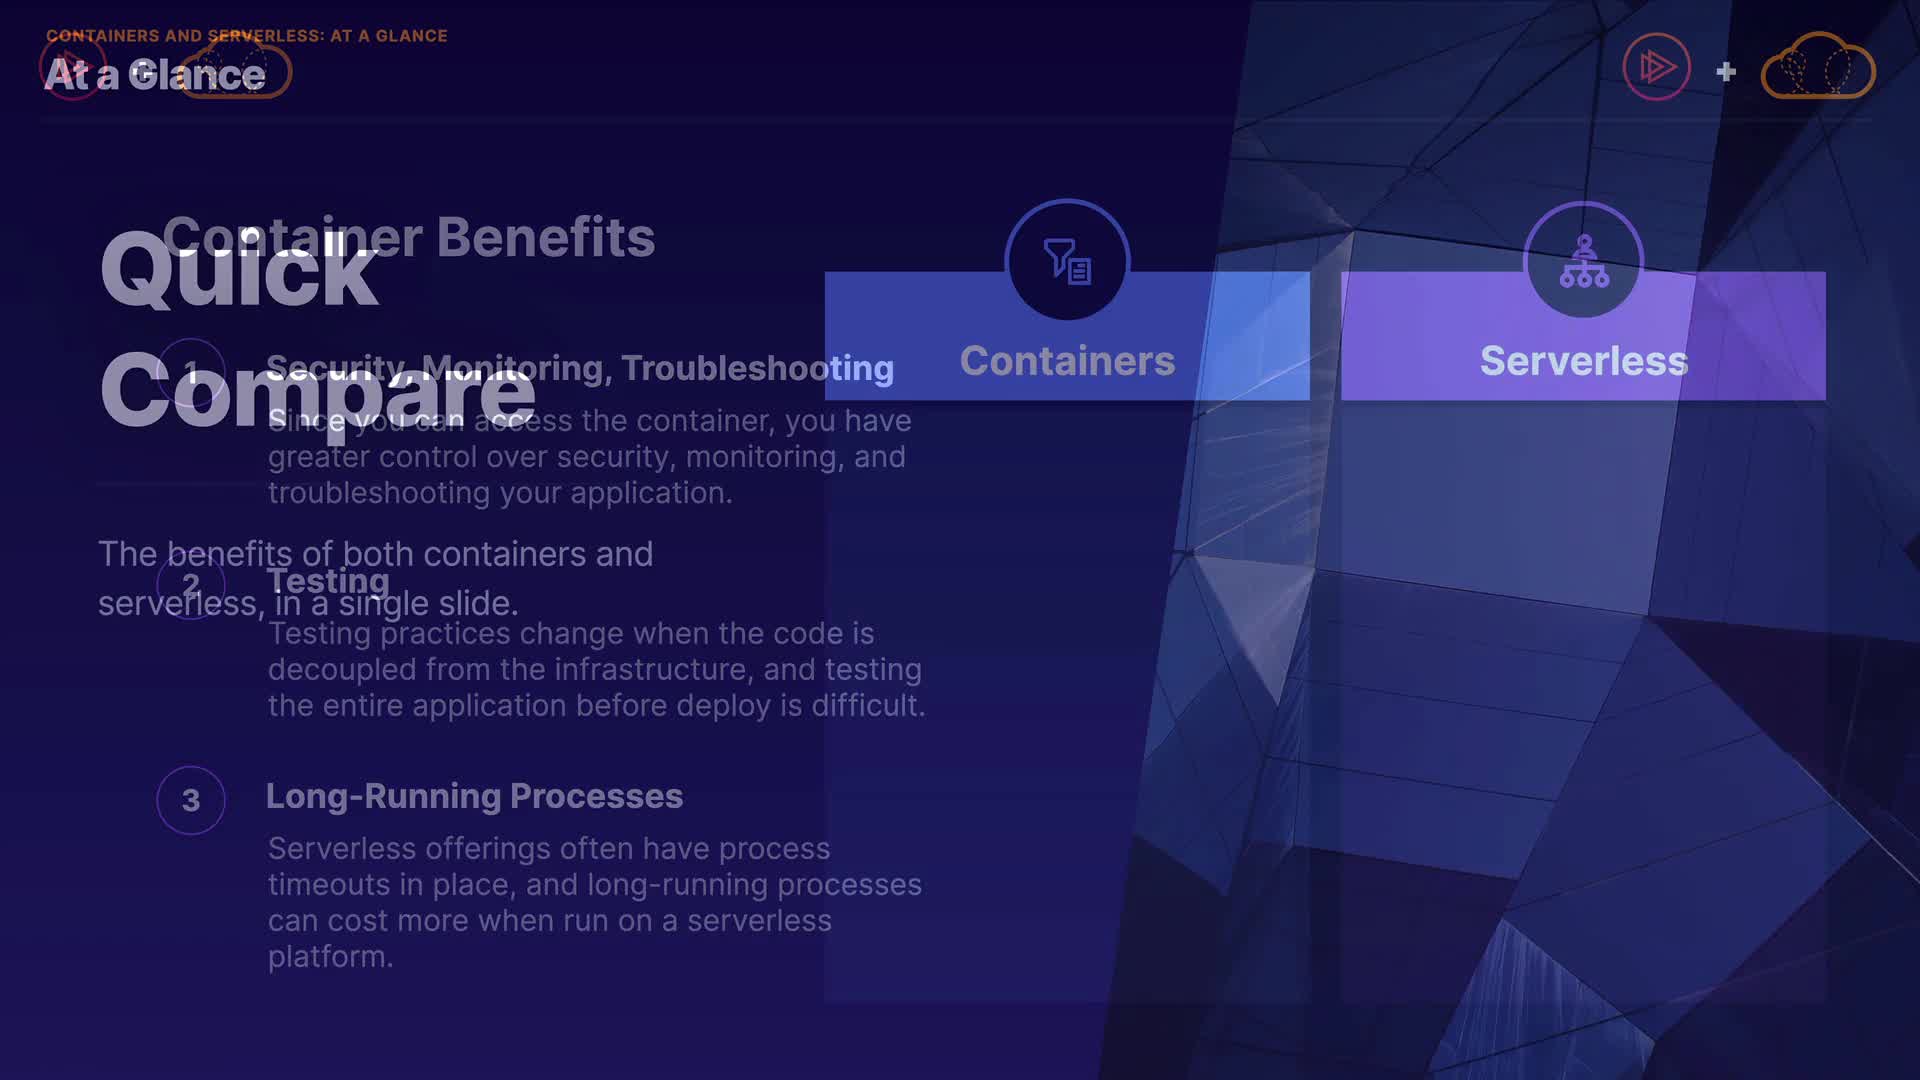 CONTAINERS AND SERVERLESS: AT A GLANCE
At a Glance
Container Benefits
1
Security, Monitoring, Troubleshooting
Since you can access the container, you have
greater control over security, monitoring, and
troubleshooting your application.
2
Testing
Testing practices change when the code is
decoupled from the infrastructure, and testing
the entire application before deploy is difficult.
3
Long-Running Processes
Serverless offerings often have process
timeouts in place, and long-running processes
can cost more when run on a serverless
platform.
Quick
Compare
The benefits of both containers and
serverless, in a single slide.
Containers
Serverless